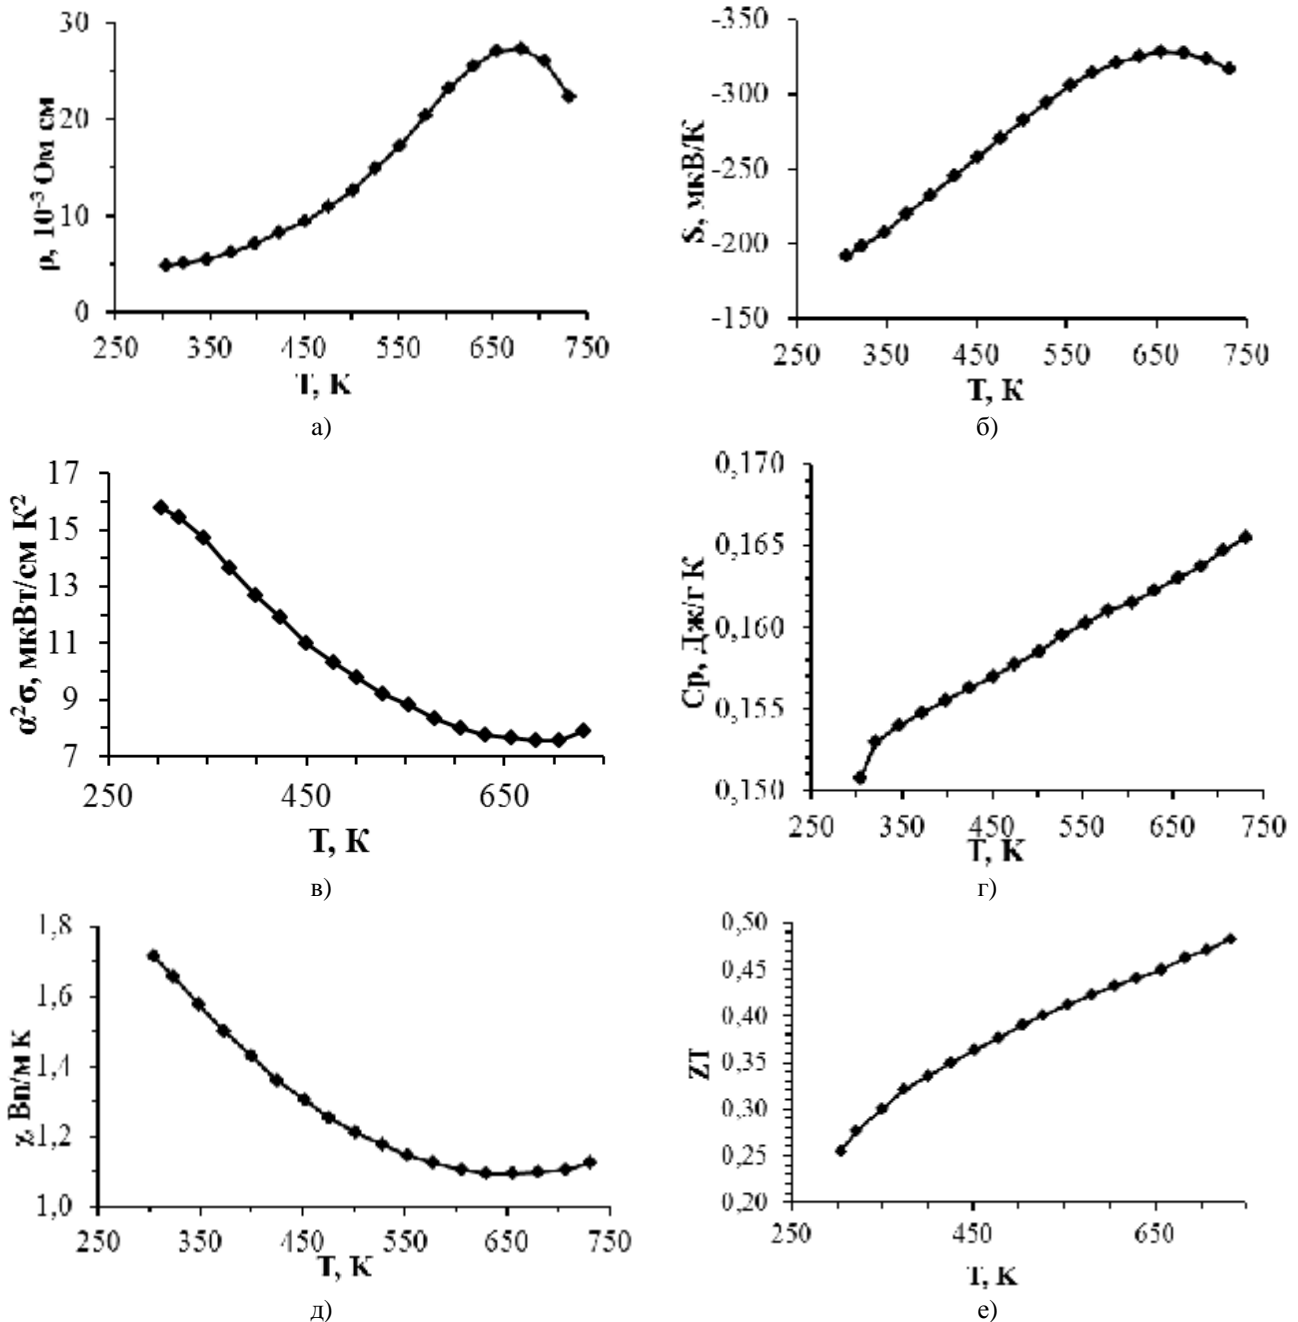 30
20
10
0
ρ, 10⁻³ Ом см
250 350 450 550 650 750
Т, К
а)
-350
-300
-250
-200
-150
S, мкВ/К
250 350 450 550 650 750
Т, К
б)
17
15
13
11
9
7
α²σ, мкВт/см К²
250 450 650
Т, К
в)
0,170
0,165
0,160
0,155
0,150
Ср, Дж/г К
250 350 450 550 650 750
Т, К
г)
1,8
1,6
1,4
1,2
1,0
χ, Вп/м К
250 350 450 550 650 750
Т, К
д)
0,50
0,45
0,40
0,35
0,30
0,25
0,20
ZT
250 450 650
Т, К
е)